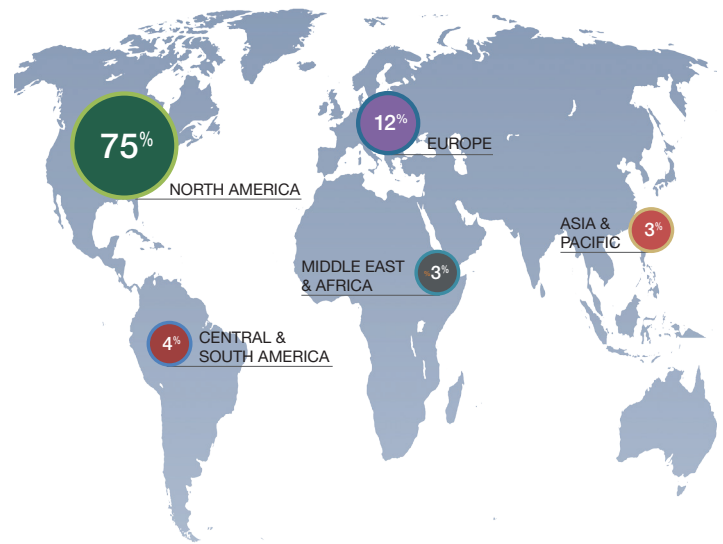 75%
NORTH AMERICA
12%
EUROPE
3%
ASIA &
PACIFIC
%3%
MIDDLE EAST
& AFRICA
4%
CENTRAL &
SOUTH AMERICA